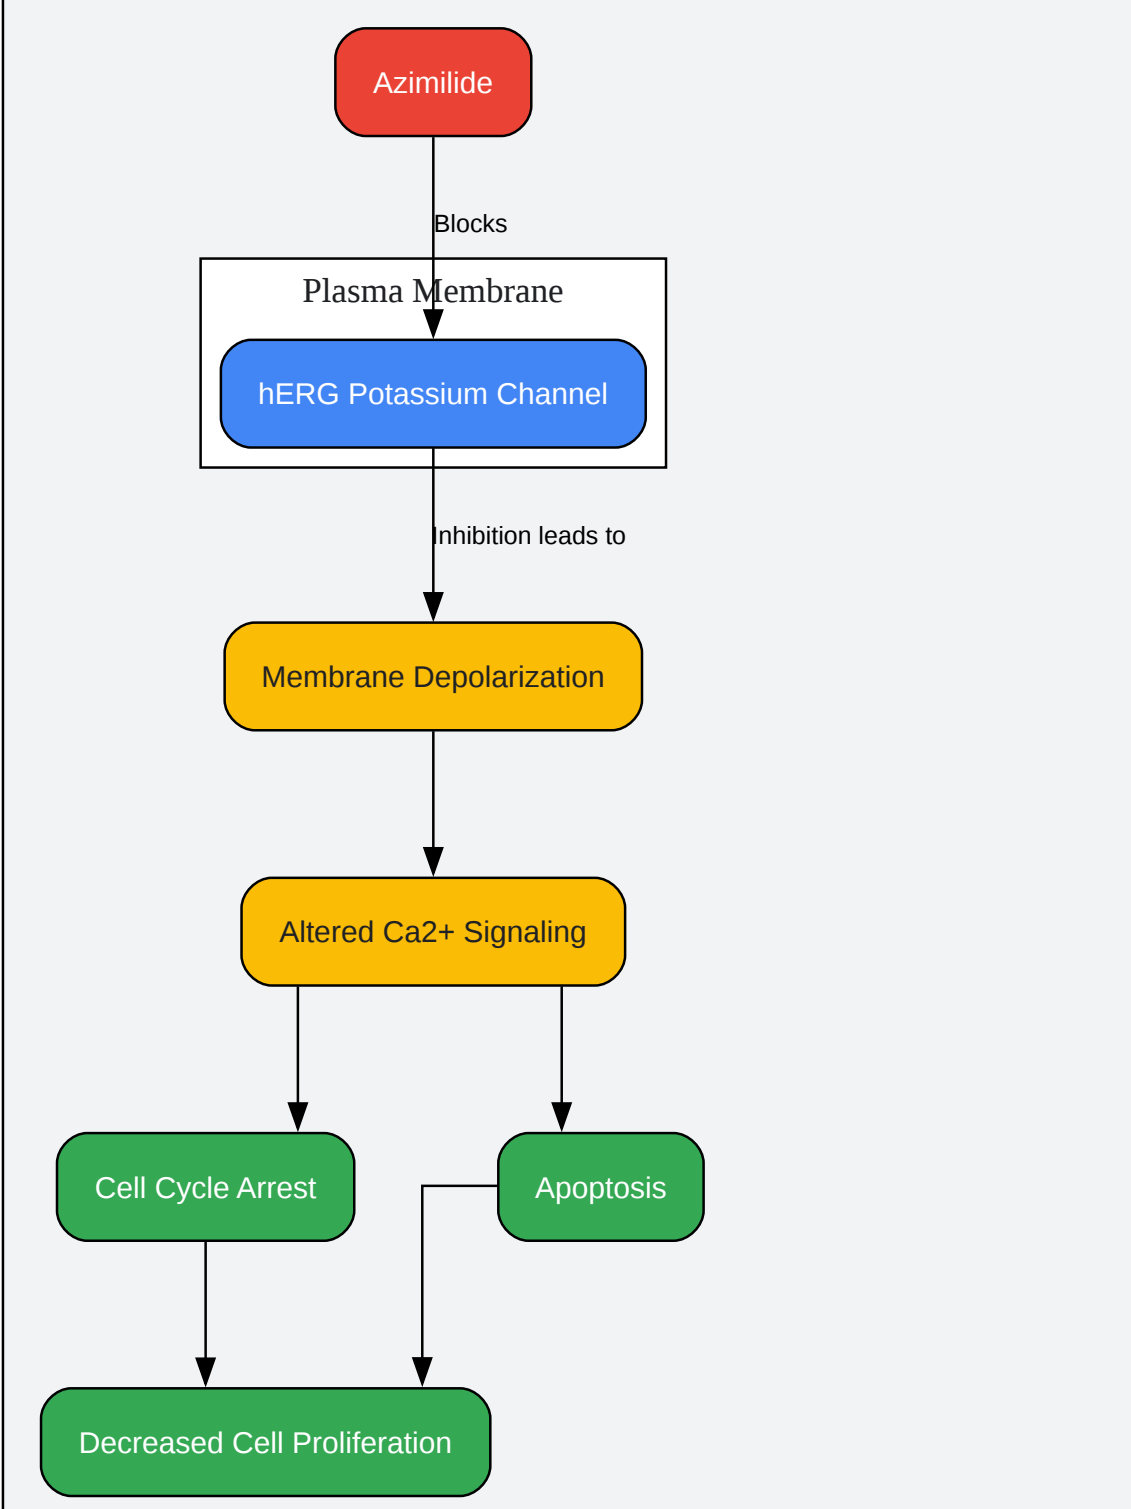 Azimilide
Blocks
Plasma Membrane
hERG Potassium Channel
Inhibition leads to
Membrane Depolarization
Altered Ca2+ Signaling
Cell Cycle Arrest
Apoptosis
Decreased Cell Proliferation